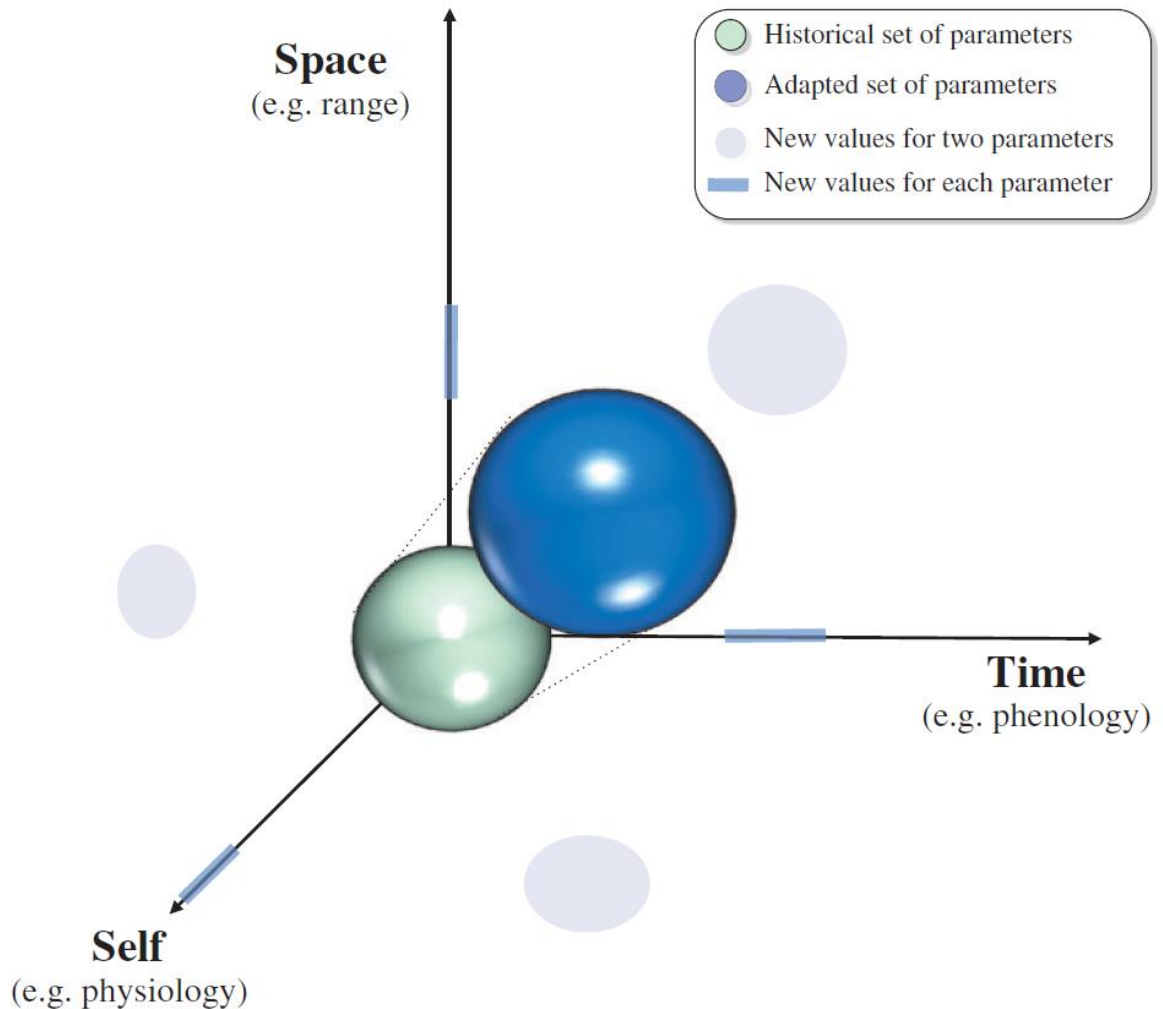 Space
(e.g. range)
Historical set of parameters
Adapted set of parameters
New values for two parameters
New values for each parameter
Time
(e.g. phenology)
Self
(e.g. physiology)